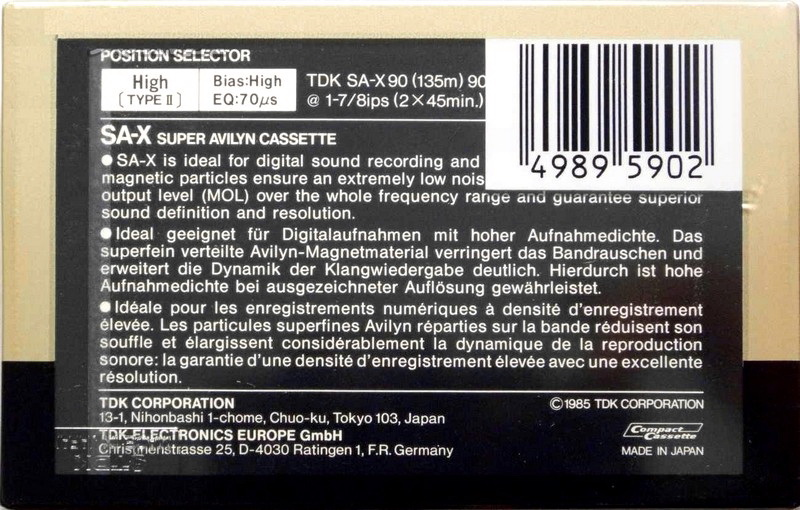 POSITION SELECTOR
High
(TYPE II)
Bias:High
EQ:70µs
TDK SA-X90 (135m) 90
@ 1-7/8ips (2×45min.)
4989 5902
SA-X SUPER AVILYN CASSETTE
●SA-X is ideal for digital sound recording and
magnetic particles ensure an extremely low nois
output level (MOL) over the whole frequency range and guarantee superior
sound definition and resolution.
●Ideal geeignet für Digitalaufnahmen mit hoher Aufnahmedichte. Das
superfein verteilte Avilyn-Magnetmaterial verringert das Bandrauschen und
erweitert die Dynamik der Klangwiedergabe deutlich. Hierdurch ist hohe
Aufnahmedichte bei ausgezeichneter Auflösung gewährleistet.
●Idéale pour les enregistrements numériques à densité d'enregistrement
élevée. Les particules superfines Avilyn réparties sur la bande réduisent son
souffle et élargissent considérablement la dynamique de la reproduction
sonore: la garantie d'une densité d'enregistrement élevée avec une excellente
résolution.
TDK CORPORATION
13-1, Nihonbashi 1-chome, Chuo-ku, Tokyo 103, Japan
TDK ELECTRONICS EUROPE GmbH
Christinenstrasse 25, D-4030 Ratingen 1, F.R. Germany
©1985 TDK CORPORATION
Compact
Cassette
MADE IN JAPAN